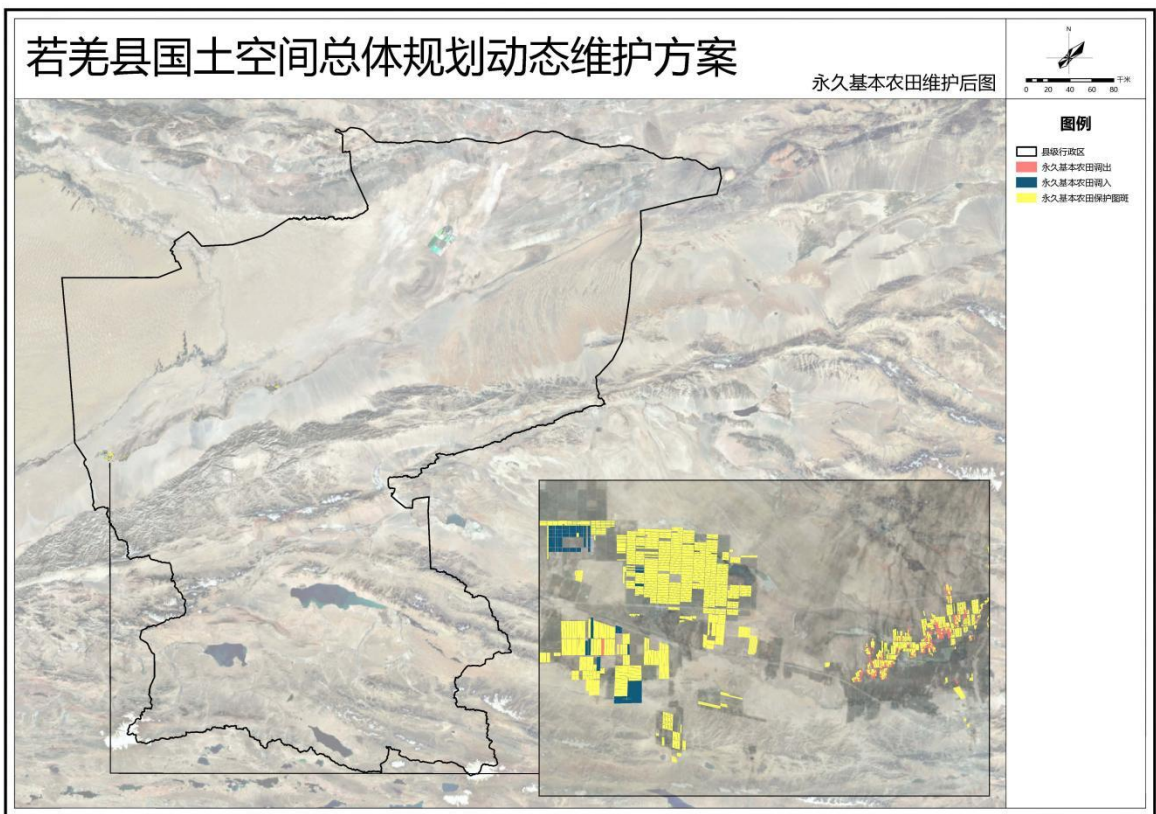 若羌县国土空间总体规划动态维护方案
永久基本农田维护后图
N
千米
0 20 40 60 80
图例
县级行政区
永久基本农田调出
永久基本农田调入
永久基本农田保护图斑